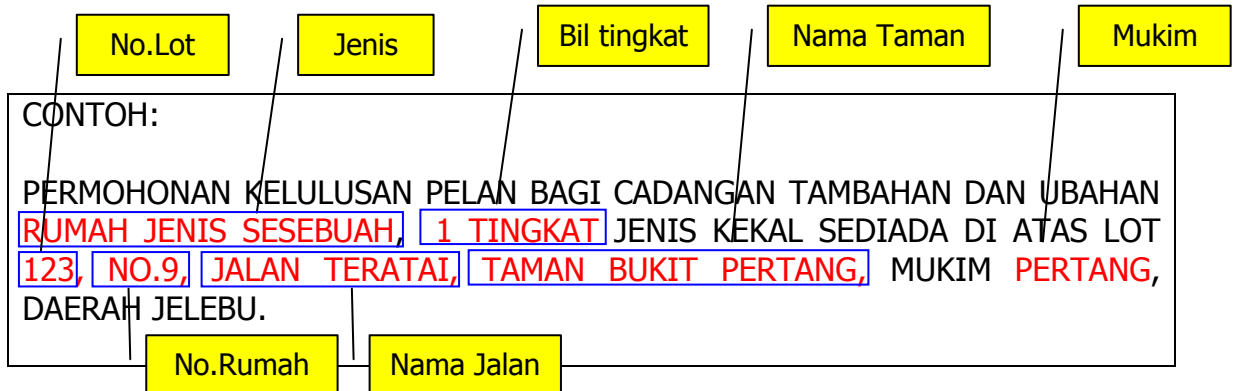 No.Lot
Jenis
Bil tingkat
Nama Taman
Mukim
CONTOH:
PERMOHONAN KELULUSAN PELAN BAGI CADANGAN TAMBAHAN DAN UBAHAN
RUMAH JENIS SESEBUAH, 1 TINGKAT JENIS KEKAL SEDIADA DI ATAS LOT
123, NO.9, JALAN TERATAI, TAMAN BUKIT PERTANG, MUKIM PERTANG,
DAERAH JELEBU.
No.Rumah
Nama Jalan